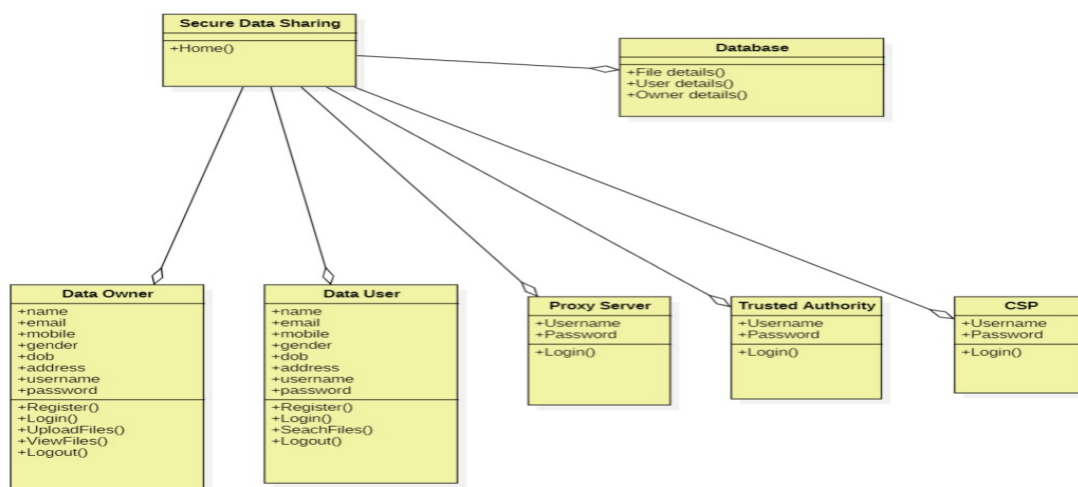 Secure Data Sharing
+Home()
Database
+File details()
+User details()
+Owner details()
Data Owner
+name
+email
+mobile
+gender
+dob
+address
+username
+password
+Register()
+Login()
+UploadFiles()
+ViewFiles()
+Logout()
Data User
+name
+email
+mobile
+gender
+dob
+address
+username
+password
+Register()
+Login()
+SeachFiles()
+Logout()
Proxy Server
+Username
+Password
+Login()
Trusted Authority
+Username
+Password
+Login()
CSP
+Username
+Password
+Login()